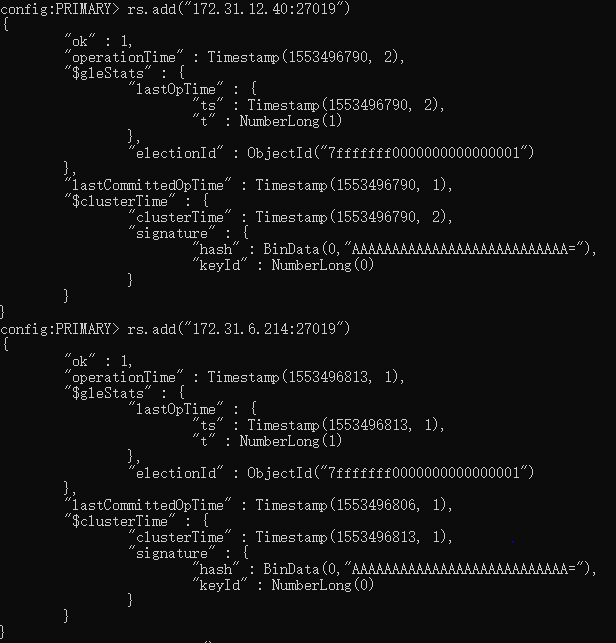 config:PRIMARY> rs.add("172.31.12.40:27019")
{
        "ok" : 1,
        "operationTime" : Timestamp(1553496790, 2),
        "$gleStats" : {
                "lastOpTime" : {
                        "ts" : Timestamp(1553496790, 2),
                        "t" : NumberLong(1)
                },
                "electionId" : ObjectId("7fffffff0000000000000001")
        },
        "lastCommittedOpTime" : Timestamp(1553496790, 1),
        "$clusterTime" : {
                "clusterTime" : Timestamp(1553496790, 2),
                "signature" : {
                        "hash" : BinData(0,"AAAAAAAAAAAAAAAAAAAAAAAAAAA="),
                        "keyId" : NumberLong(0)
                }
        }
}
config:PRIMARY> rs.add("172.31.6.214:27019")
{
        "ok" : 1,
        "operationTime" : Timestamp(1553496813, 1),
        "$gleStats" : {
                "lastOpTime" : {
                        "ts" : Timestamp(1553496813, 1),
                        "t" : NumberLong(1)
                },
                "electionId" : ObjectId("7fffffff0000000000000001")
        },
        "lastCommittedOpTime" : Timestamp(1553496806, 1),
        "$clusterTime" : {
                "clusterTime" : Timestamp(1553496813, 1),
                "signature" : {
                        "hash" : BinData(0,"AAAAAAAAAAAAAAAAAAAAAAAAAAA="),
                        "keyId" : NumberLong(0)
                }
        }
}